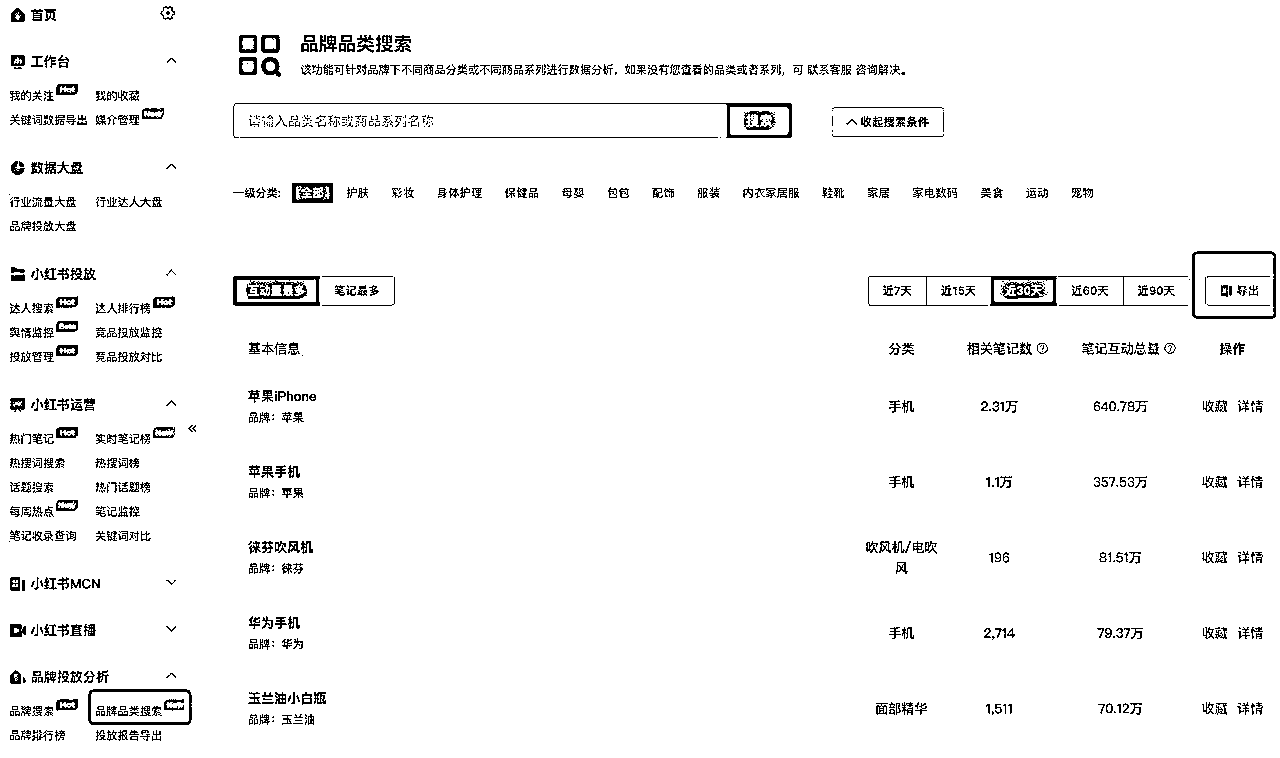 首页
工作台
我的关注 Hot 我的收藏
关键词数据导出 媒介管理 New
数据大盘
行业流量大盘 行业达人大盘
品牌投放大盘
小红书投放
达人搜索 Hot 达人排行榜 Hot
舆情监控 Beta 竞品投放监控
投放管理 Hot 竞品投放对比
小红书运营
热门笔记 Hot 实时笔记榜 New
热搜词搜索 热搜词榜
话题搜索 热门话题榜
每周热点 New 笔记监控
笔记收录查询 关键词对比
小红书MCN
小红书直播
品牌投放分析
品牌搜索 Hot 品牌品类搜索 New
品牌排行榜 投放报告导出
品牌品类搜索
该功能可针对品牌下不同商品分类或不同商品系列进行数据分析，如果没有您查看的品类或者系列，可 联系客服 咨询解决。
请输入品类名称或商品系列名称 搜索 收起搜索条件
一级分类: 全部 护肤 彩妆 身体护理 保健品 母婴 包包 配饰 服装 内衣家居服 鞋靴 家居 家电数码 美食 运动 宠物
互动量最多 笔记最多 近7天 近15天 近30天 近60天 近90天 导出
基本信息 分类 相关笔记数 笔记互动总量 操作
苹果iPhone
品牌：苹果
手机 2.31万 640.78万 收藏 详情
苹果手机
品牌：苹果
手机 1.1万 357.53万 收藏 详情
徕芬吹风机
品牌：徕芬
吹风机/电吹
风
196 81.51万 收藏 详情
华为手机
品牌：华为
手机 2,714 79.37万 收藏 详情
玉兰油小白瓶
品牌：玉兰油
面部精华 1,511 70.12万 收藏 详情